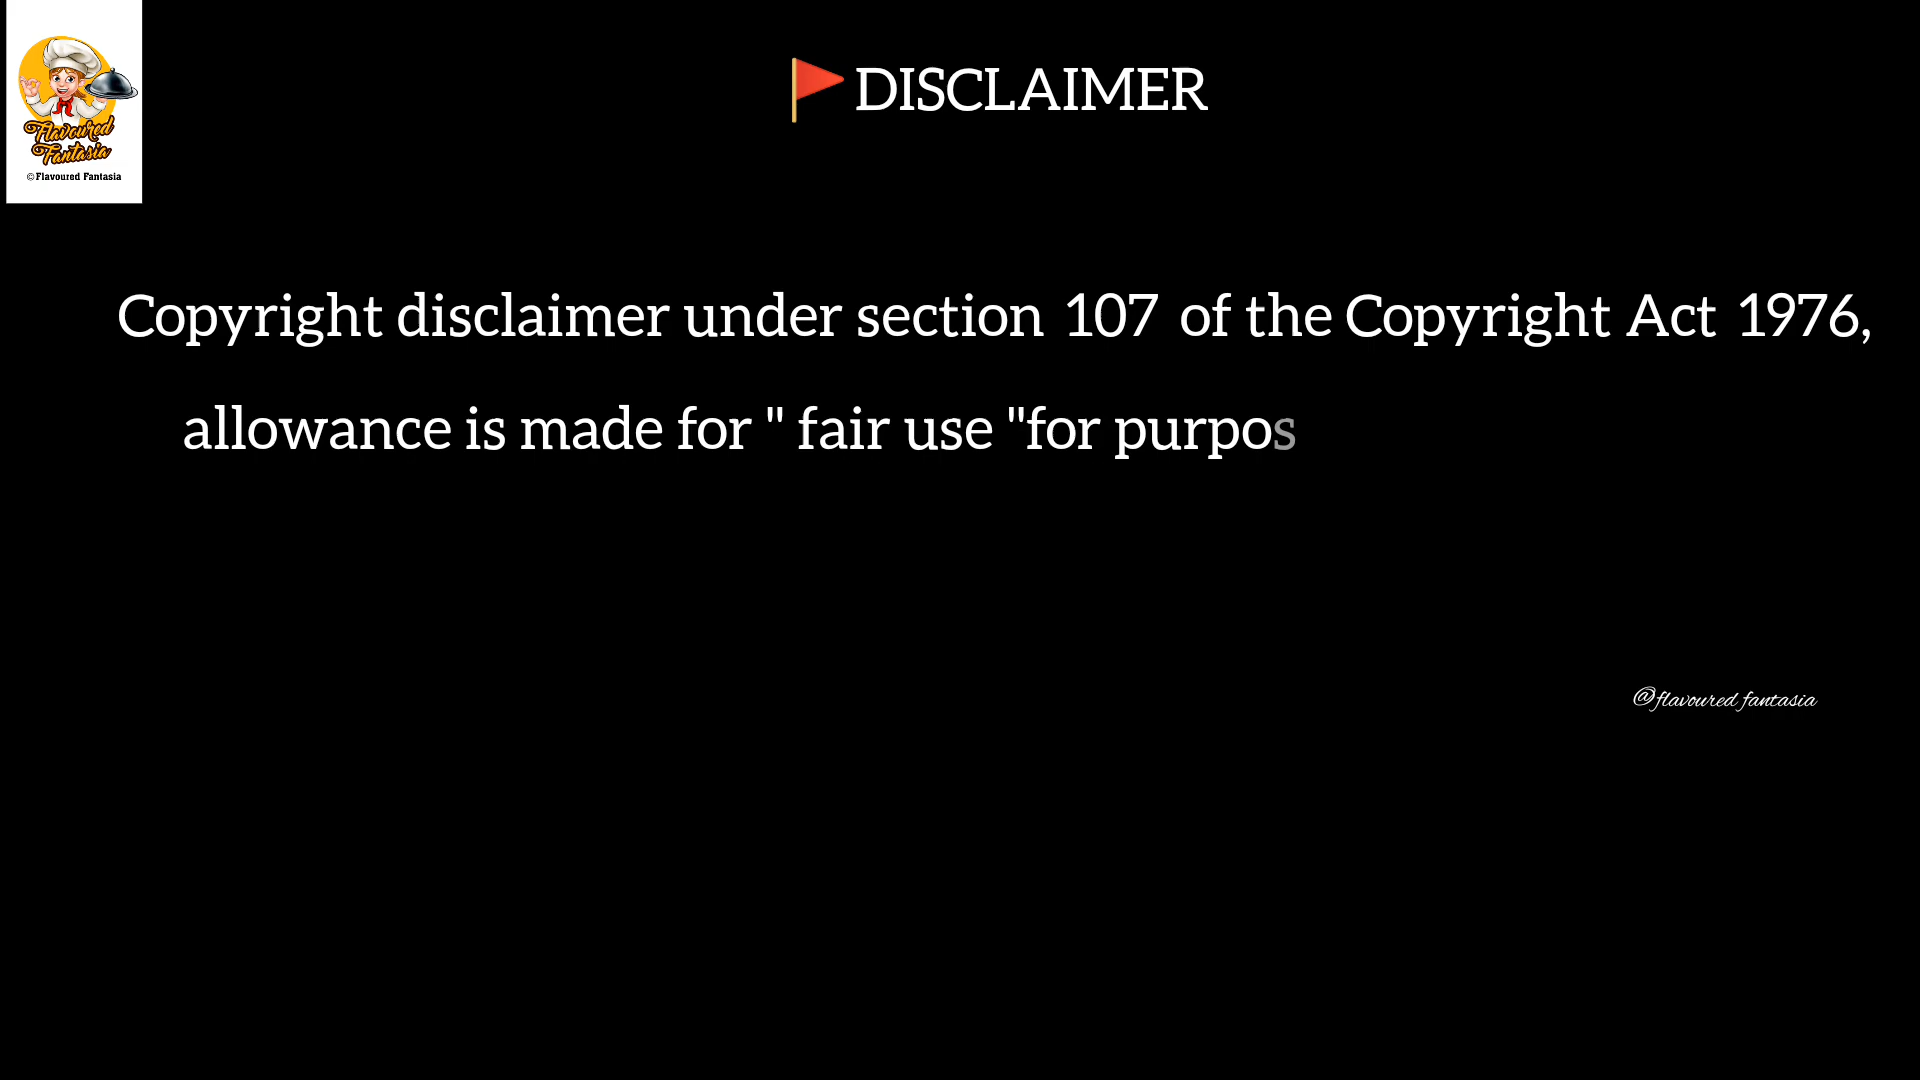 Flavoured
Fantasia
©Flavoured Fantasia
🚩DISCLAIMER
Copyright disclaimer under section 107 of the Copyright Act 1976,
allowance is made for " fair use "for purpos
@flavoured fantasia